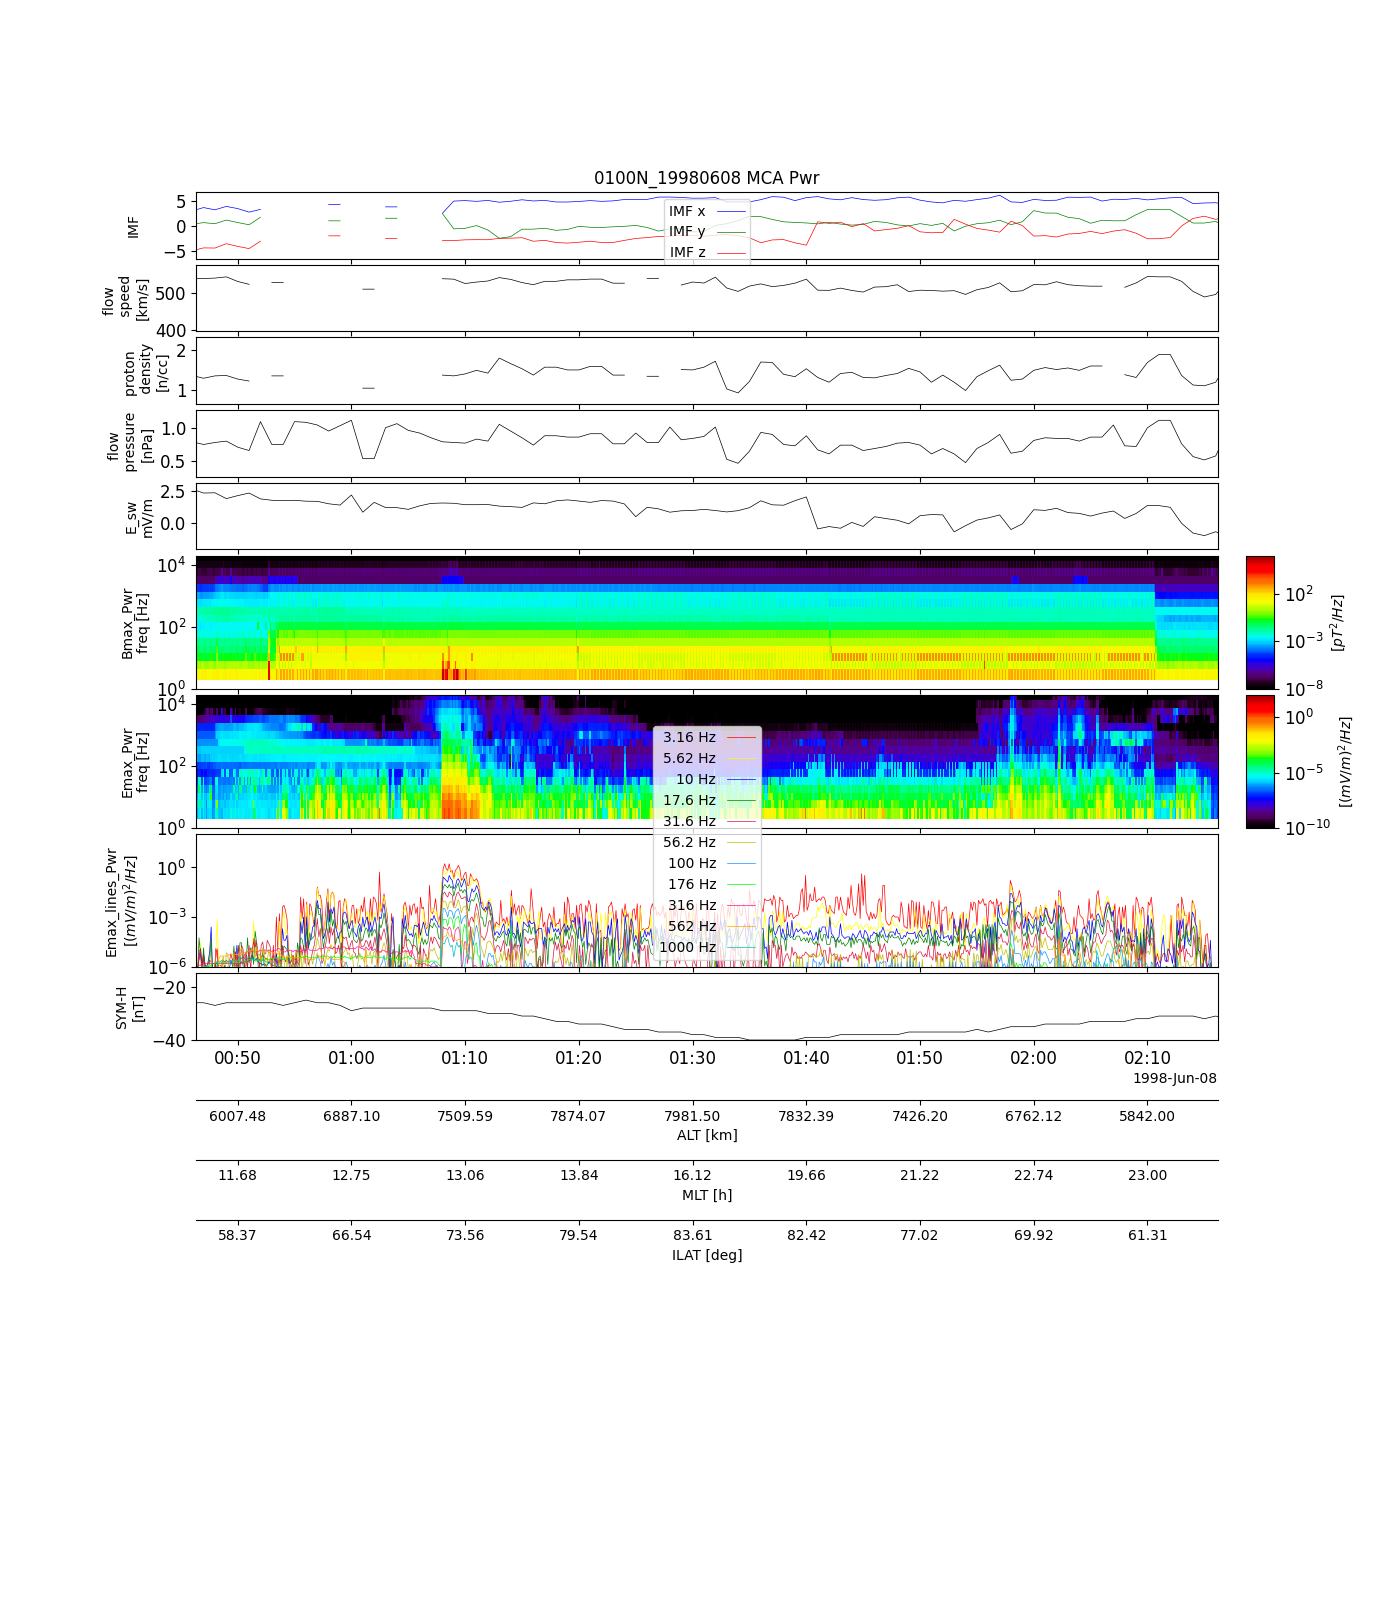 0100N_19980608 MCA Pwr
IMF
5
0
−5
IMF x
IMF y
IMF z
flow
speed
[km/s]
500
400
proton
density
[n/cc]
2
1
flow
pressure
[nPa]
1.0
0.5
E_sw
mV/m
2.5
0.0
Bmax_Pwr
freq [Hz]
10^4
10^2
10^0
10^2
10^−3
10^−8
[pT^2/Hz]
Emax_Pwr
freq [Hz]
10^4
10^2
10^0
10^0
10^−5
10^−10
[(mV/m)^2/Hz]
3.16 Hz
5.62 Hz
10 Hz
17.6 Hz
31.6 Hz
56.2 Hz
100 Hz
176 Hz
316 Hz
562 Hz
1000 Hz
Emax_lines_Pwr
[(mV/m)^2/Hz]
10^0
10^−3
10^−6
SYM-H
[nT]
−20
−40
00:50 01:00 01:10 01:20 01:30 01:40 01:50 02:00 02:10
1998-Jun-08
6007.48 6887.10 7509.59 7874.07 7981.50 7832.39 7426.20 6762.12 5842.00
ALT [km]
11.68 12.75 13.06 13.84 16.12 19.66 21.22 22.74 23.00
MLT [h]
58.37 66.54 73.56 79.54 83.61 82.42 77.02 69.92 61.31
ILAT [deg]